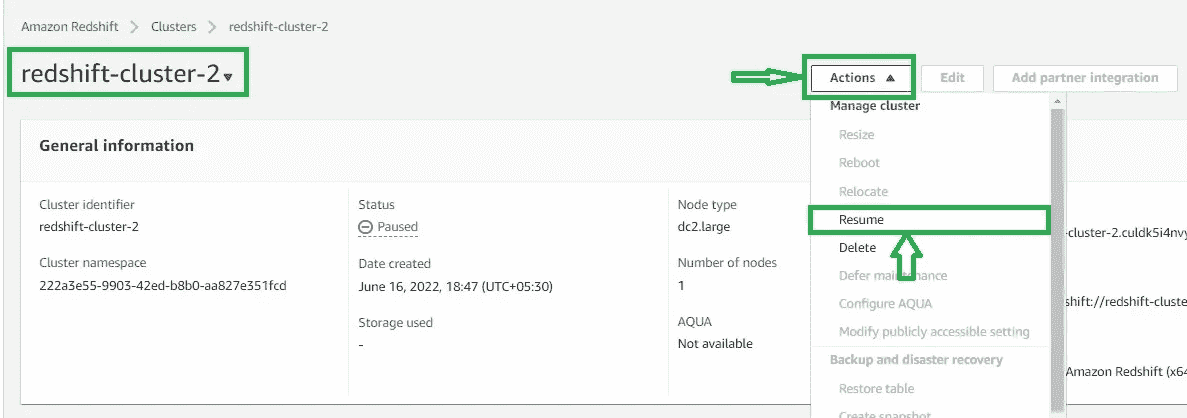 Amazon Redshift > Clusters > redshift-cluster-2
redshift-cluster-2
Actions
Edit
Add partner integration
Manage cluster
Resize
Reboot
Relocate
Resume
Delete
Defer maintenance
Configure AQUA
Modify publicly accessible setting
Backup and disaster recovery
Restore table
Create snapshot
General information
Cluster identifier
redshift-cluster-2
Cluster namespace
222a3e55-9903-42ed-b8b0-aa827e351fcd
Status
Paused
Date created
June 16, 2022, 18:47 (UTC+05:30)
Storage used
-
Node type
dc2.large
Number of nodes
1
AQUA
Not available
-cluster-2.culdk5i4nvy
shift://redshift-cluste
Amazon Redshift (x64